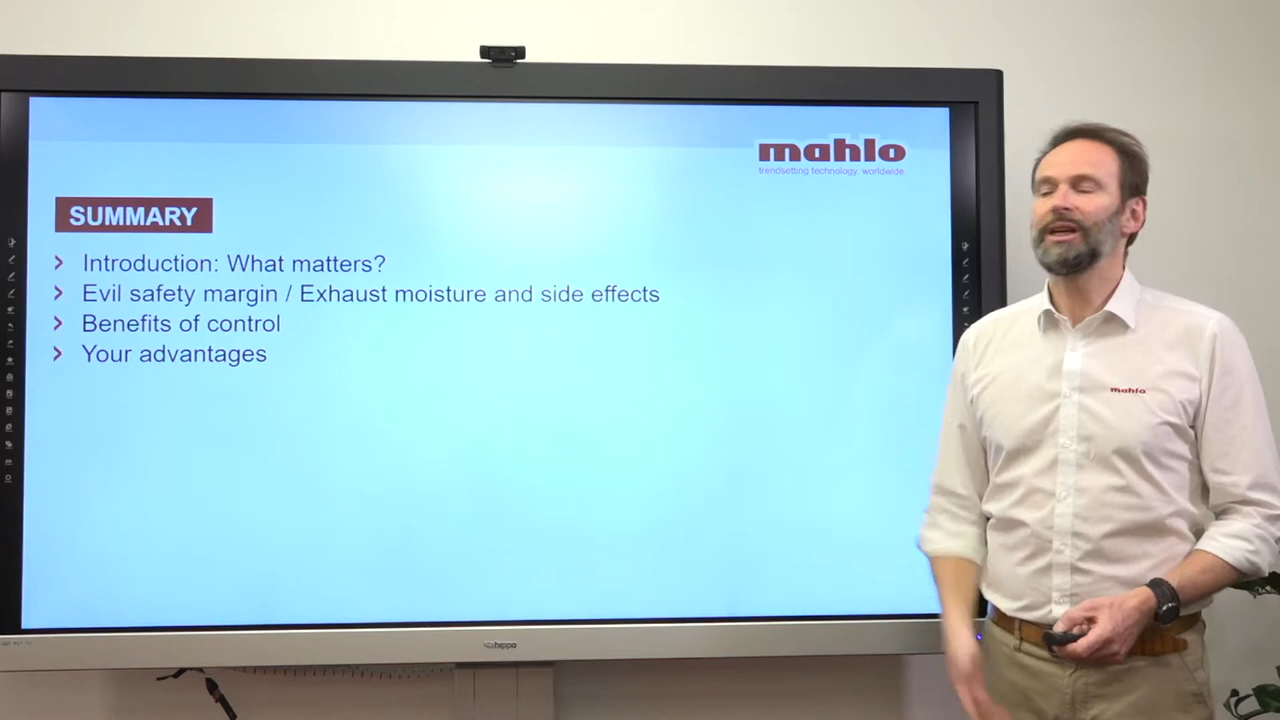 mahlo
trendsetting technology. worldwide.
SUMMARY
Introduction: What matters?
Evil safety margin / Exhaust moisture and side effects
Benefits of control
Your advantages
mahlo
hippo